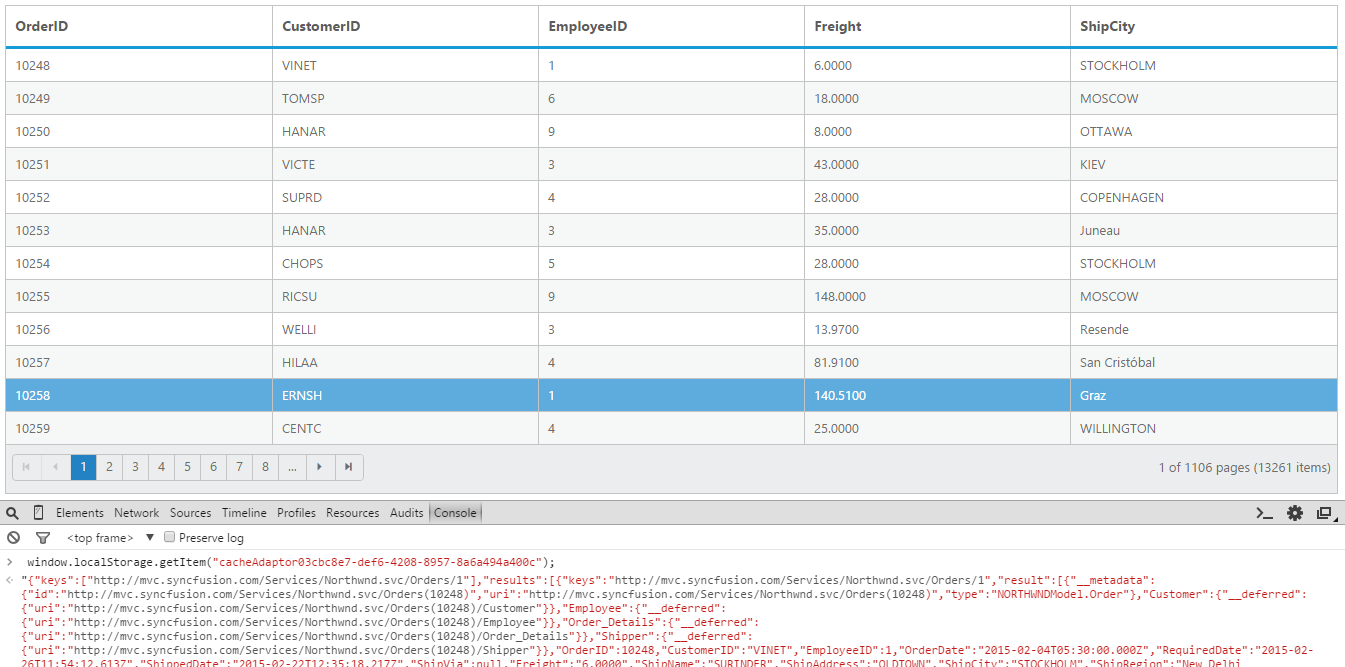 OrderID CustomerID EmployeeID Freight ShipCity
10248 VINET 1 6.0000 STOCKHOLM
10249 TOMSP 6 18.0000 MOSCOW
10250 HANAR 9 8.0000 OTTAWA
10251 VICTE 3 43.0000 KIEV
10252 SUPRD 4 28.0000 COPENHAGEN
10253 HANAR 3 35.0000 Juneau
10254 CHOPS 5 28.0000 STOCKHOLM
10255 RICSU 9 148.0000 MOSCOW
10256 WELLI 3 13.9700 Resende
10257 HILAA 4 81.9100 San Cristóbal
10258 ERNSH 1 140.5100 Graz
10259 CENTC 4 25.0000 WILLINGTON
1 2 3 4 5 6 7 8 ... 1 of 1106 pages (13261 items)
Elements Network Sources Timeline Profiles Resources Audits Console
<top frame> Preserve log
window.localStorage.getItem("cacheAdaptor03cbc8e7-def6-4208-8957-8a6a494a400c");
"{"keys":["http://mvc.syncfusion.com/Services/Northwnd.svc/Orders/1"],"results":[{"keys":"http://mvc.syncfusion.com/Services/Northwnd.svc/Orders/1","result":[{"__metadata":
{"id":"http://mvc.syncfusion.com/Services/Northwnd.svc/Orders(10248)","uri":"http://mvc.syncfusion.com/Services/Northwnd.svc/Orders(10248)","type":"NORTHWNDModel.Order"},"Customer":{"__deferred":
{"uri":"http://mvc.syncfusion.com/Services/Northwnd.svc/Orders(10248)/Customer"}},"Employee":{"__deferred":
{"uri":"http://mvc.syncfusion.com/Services/Northwnd.svc/Orders(10248)/Employee"}},"Order_Details":{"__deferred":
{"uri":"http://mvc.syncfusion.com/Services/Northwnd.svc/Orders(10248)/Order_Details"}},"Shipper":{"__deferred":
{"uri":"http://mvc.syncfusion.com/Services/Northwnd.svc/Orders(10248)/Shipper"}},"OrderID":10248,"CustomerID":"VINET","EmployeeID":1,"OrderDate":"2015-02-04T05:30:00.000Z","RequiredDate":"2015-02-
26T11:54:12.613Z","ShippedDate":"2015-02-22T12:35:18.217Z","ShipVia":null,"Freight":"6.0000","ShipName":"SURINDER","ShipAddress":"OLDTOWN","ShipCity":"STOCKHOLM","ShipRegion":"New Delhi